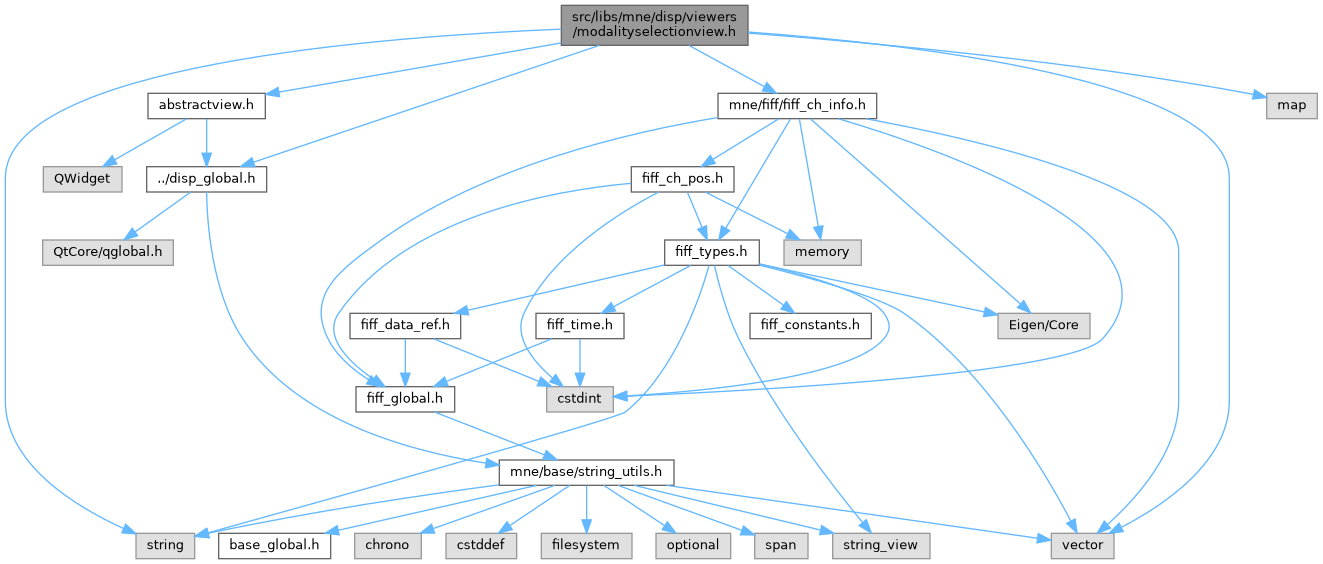 src/libs/mne/disp/viewers
/modalityselectionview.h
abstractview.h
mne/fiff/fiff_ch_info.h
map
QWidget
../disp_global.h
fiff_ch_pos.h
QtCore/qglobal.h
fiff_types.h
memory
fiff_data_ref.h
fiff_time.h
fiff_constants.h
Eigen/Core
fiff_global.h
cstdint
mne/base/string_utils.h
string
base_global.h
chrono
cstddef
filesystem
optional
span
string_view
vector